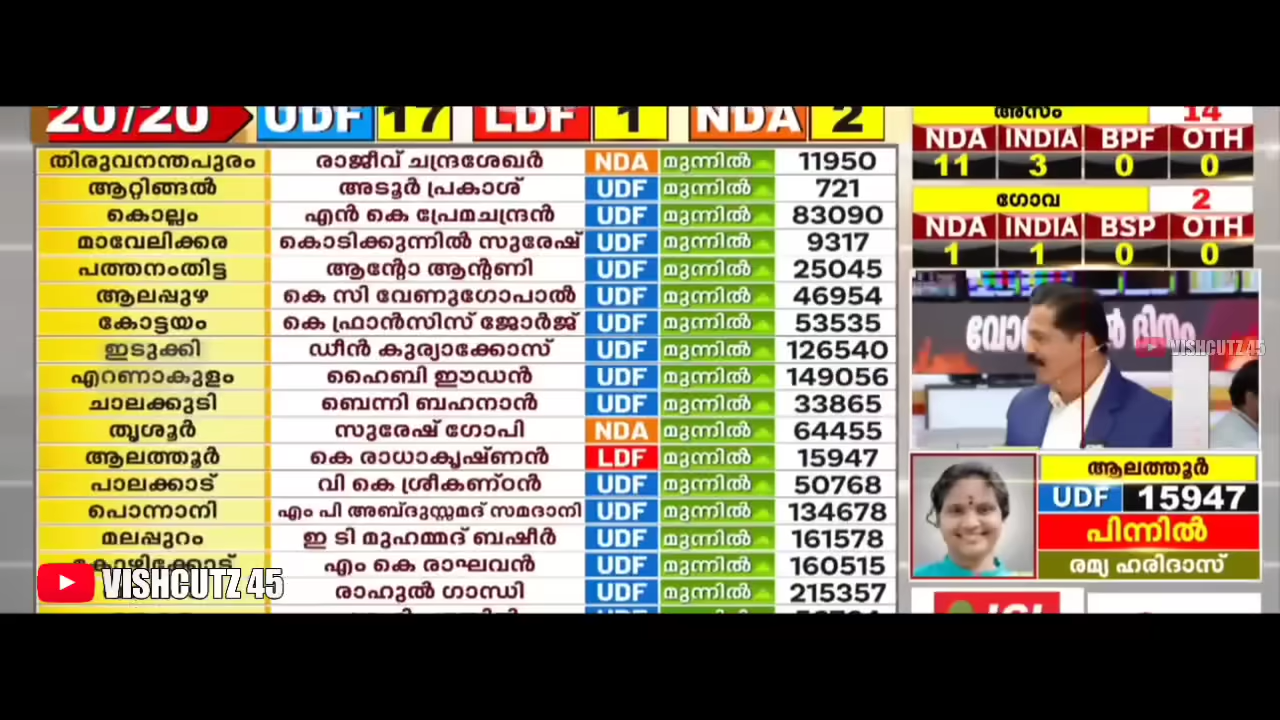 20/20 UDF 17 LDF 1 NDA 2
തിരുവനന്തപുരം രാജീവ് ചന്ദ്രശേഖർ NDA മുന്നിൽ 11950
ആറ്റിങ്ങൽ അടൂർ പ്രകാശ് UDF മുന്നിൽ 721
കൊല്ലം എൻ കെ പ്രേമചന്ദ്രൻ UDF മുന്നിൽ 83090
മാവേലിക്കര കൊടിക്കുന്നിൽ സുരേഷ് UDF മുന്നിൽ 9317
പത്തനംതിട്ട ആന്റോ ആന്റണി UDF മുന്നിൽ 25045
ആലപ്പുഴ കെ സി വേണുഗോപാൽ UDF മുന്നിൽ 46954
കോട്ടയം കെ ഫ്രാൻസിസ് ജോർജ് UDF മുന്നിൽ 53535
ഇടുക്കി ഡീൻ കുര്യാക്കോസ് UDF മുന്നിൽ 126540
എറണാകുളം ഹൈബി ഈഡൻ UDF മുന്നിൽ 149056
ചാലക്കുടി ബെന്നി ബഹനാൻ UDF മുന്നിൽ 33865
തൃശൂർ സുരേഷ് ഗോപി NDA മുന്നിൽ 64455
ആലത്തൂർ കെ രാധാകൃഷ്ണൻ LDF മുന്നിൽ 15947
പാലക്കാട് വി കെ ശ്രീകണ്ഠൻ UDF മുന്നിൽ 50768
പൊന്നാനി എം പി അബ്ദുസ്സമദ് സമദാനി UDF മുന്നിൽ 134678
മലപ്പുറം ഇ ടി മുഹമ്മദ് ബഷീർ UDF മുന്നിൽ 161578
കോഴിക്കോട് എം കെ രാഘവൻ UDF മുന്നിൽ 160515
രാഹുൽ ഗാന്ധി UDF മുന്നിൽ 215357
VISHCUTZ 45
അസം 14
NDA INDIA BPF OTH
11 3 0 0
ഗോവ 2
NDA INDIA BSP OTH
1 1 0 0
ദിനം
VISHCUTZ 45
ആലത്തൂർ
UDF 15947
പിന്നിൽ
രമ്യ ഹരിദാസ്